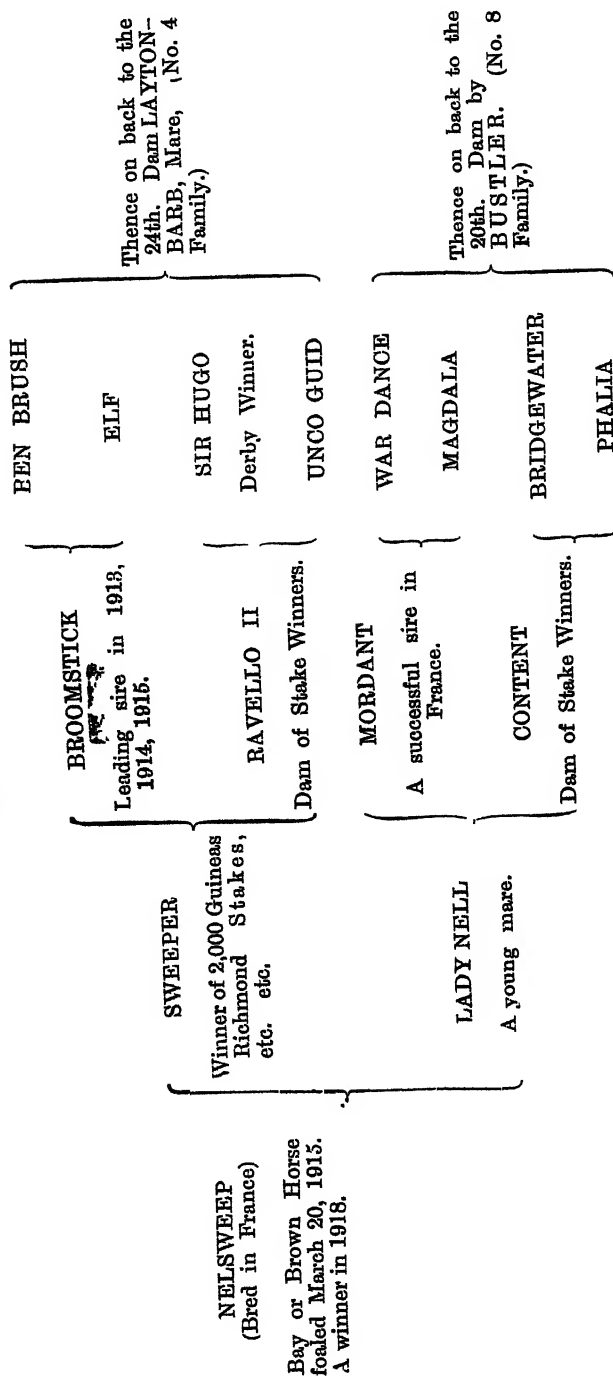 NELSWEEP
(Bred in France)
Bay or Brown Horse
foaled March 20, 1915.
A winner in 1918.
SWEEPER
Winner of 2,000 Guineas
Richmond Stakes,
etc. etc.
LADY NELL
A young mare.
BROOMSTICK
Leading sire in 1913,
1914, 1915.
RAVELLO II
Dam of Stake Winners.
MORDANT
A successful sire in
France.
CONTENT
Dam of Stake Winners.
BEN BRUSH
ELF
SIR HUGO
Derby Winner.
UNCO GUID
WAR DANCE
MAGDALA
BRIDGEWATER
PHALIA
Thence on back to the
24th. Dam LAYTON-
BARB, Mare, (No. 4
Family.)
Thence on back to the
20th. Dam by
BUSTLER. (No. 8
Family.)